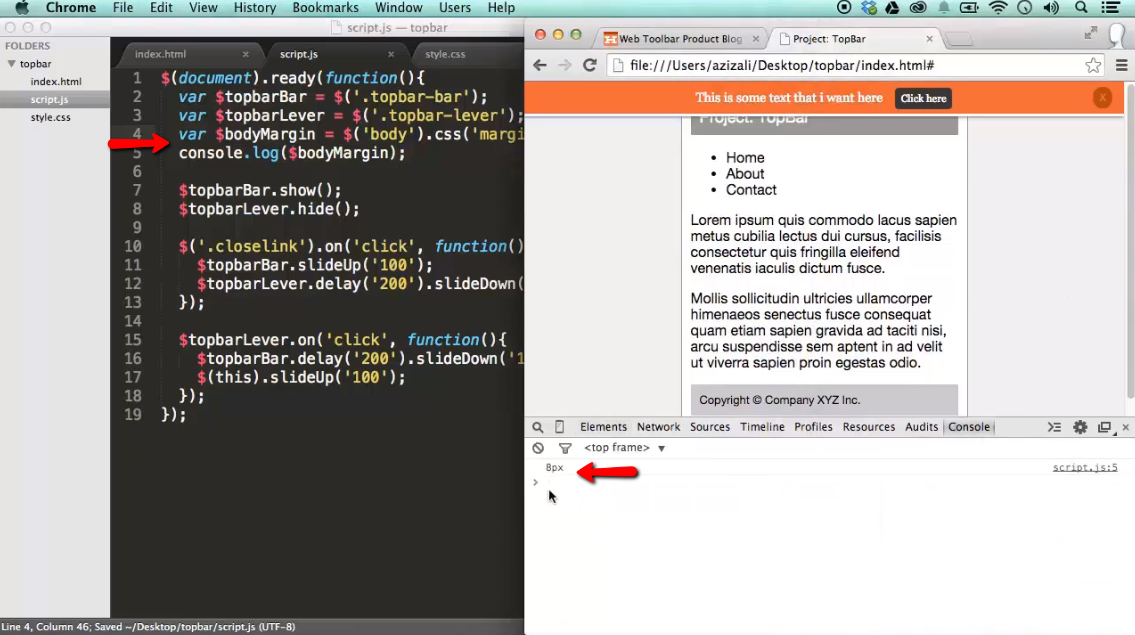 Chrome File Edit View History Bookmarks Window Users Help
script.js — topbar
FOLDERS
topbar
index.html
script.js
style.css
index.html × script.js × style.css
1 $(document).ready(function(){
2 var $topbarBar = $('.topbar-bar');
3 var $topbarLever = $('.topbar-lever');
4 var $bodyMargin = $('body').css('margi
5 console.log($bodyMargin);
6
7 $topbarBar.show();
8 $topbarLever.hide();
9
10 $('.closelink').on('click', function()
11 $topbarBar.slideUp('100');
12 $topbarLever.delay('200').slideDown(
13 });
14
15 $topbarLever.on('click', function(){
16 $topbarBar.delay('200').slideDown('1
17 $(this).slideUp('100');
18 });
19 });
Line 4, Column 46; Saved ~/Desktop/topbar/script.js (UTF-8)
Web Toolbar Product Blog × Project: TopBar ×
file:///Users/azizali/Desktop/topbar/index.html#
This is some text that i want here Click here X
Project: TopBar
• Home
• About
• Contact
Lorem ipsum quis commodo lacus sapien
metus cubilia lectus dui cursus, facilisis
consectetur quis fringilla eleifend
venenatis iaculis dictum fusce.
Mollis sollicitudin ultricies ullamcorper
himenaeos senectus fusce consequat
quam etiam sapien gravida ad taciti nisi,
arcu suspendisse sem aptent in ad velit
ut viverra sapien proin egestas odio.
Copyright © Company XYZ Inc.
Elements Network Sources Timeline Profiles Resources Audits Console
<top frame>
8px script.js:5